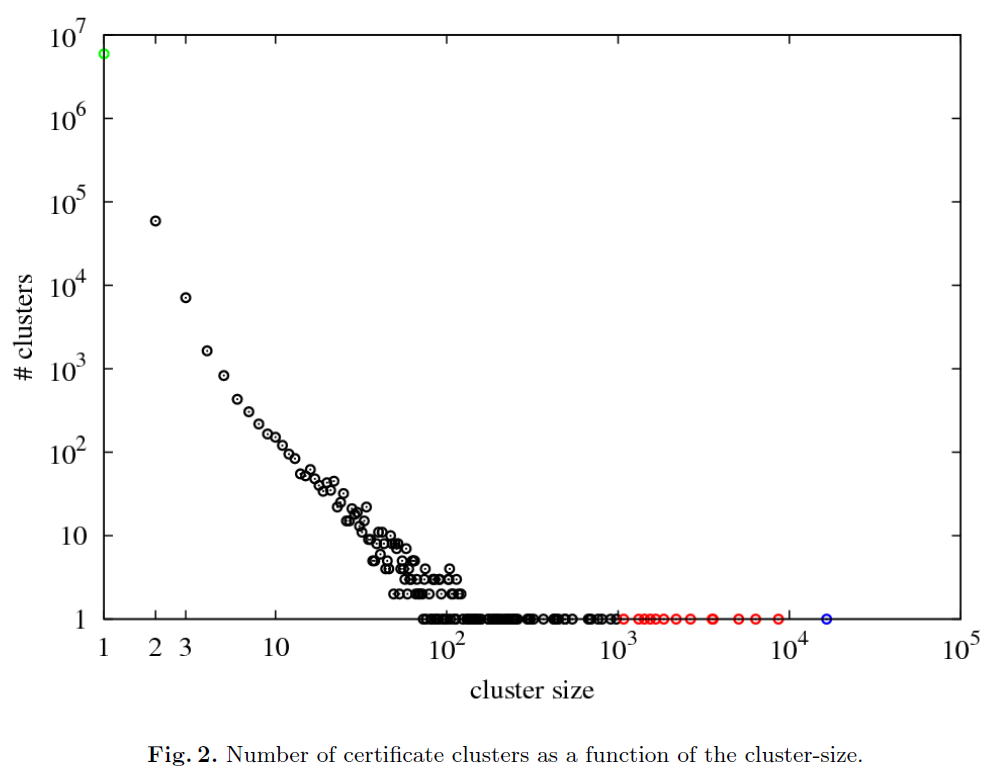 10^7
10^6
10^5
10^4
10^3
10^2
10
1
# clusters
1 2 3 10 10^2 10^3 10^4 10^5
cluster size
Fig. 2. Number of certificate clusters as a function of the cluster-size.